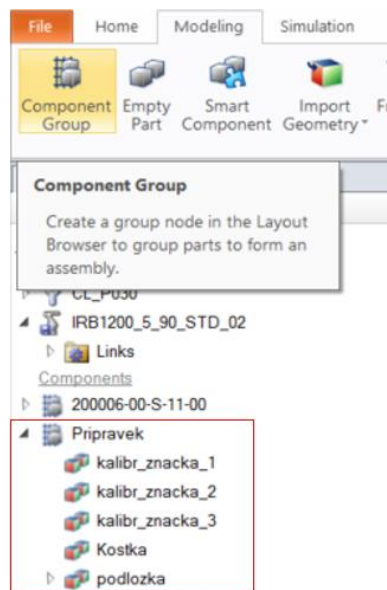 File Home Modeling Simulation
Component Group Empty Part Smart Component Import Geometry
Component Group
Create a group node in the Layout
Browser to group parts to form an
assembly.
CL_P030
IRB1200_5_90_STD_02
Links
Components
200006-00-S-11-00
Pripravek
kalibr_znacka_1
kalibr_znacka_2
kalibr_znacka_3
Kostka
podlozka